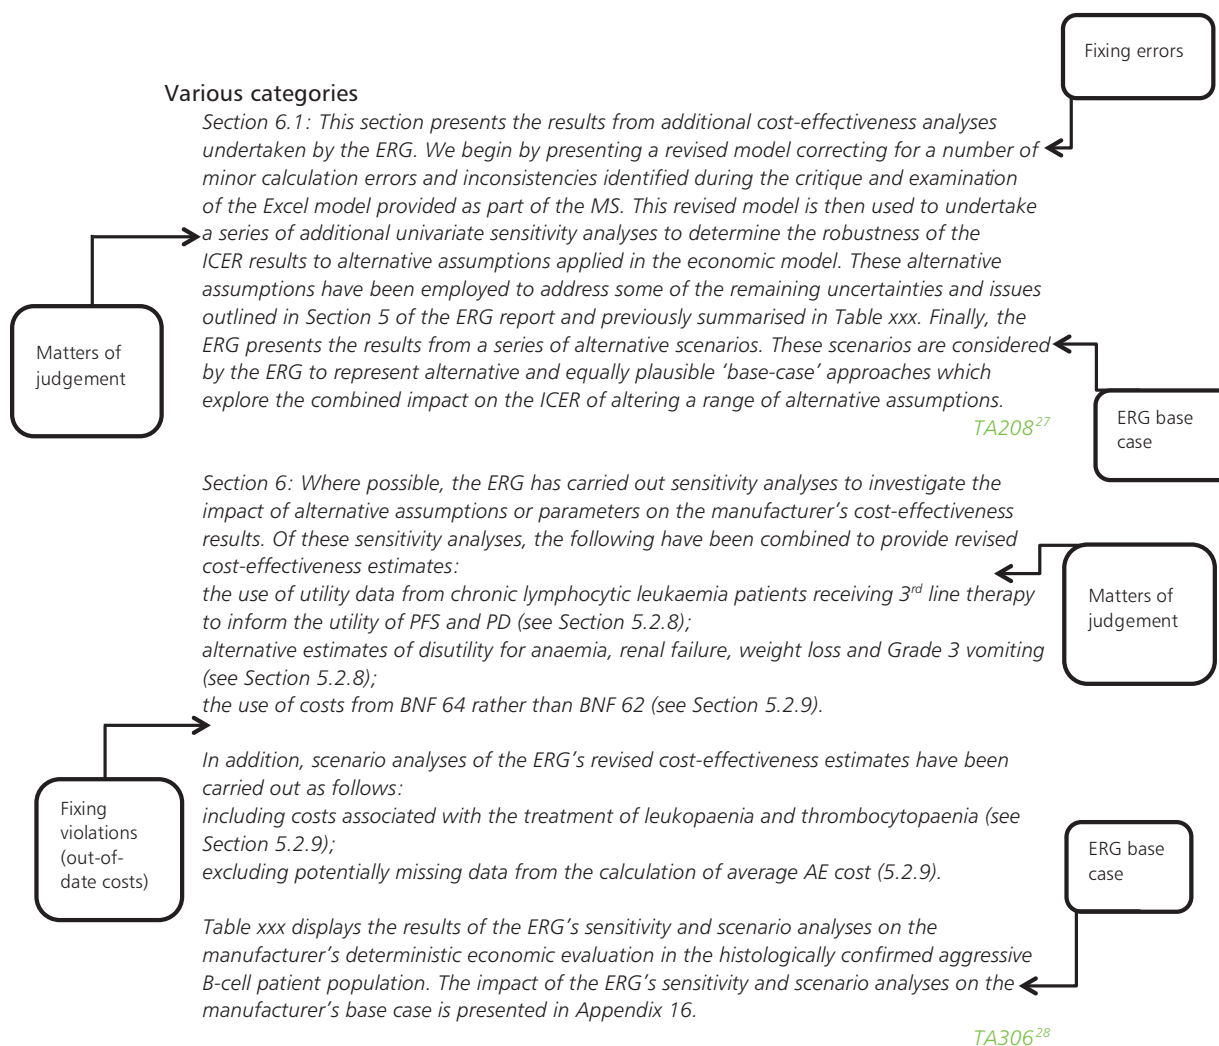 Fixing errors
Various categories
Section 6.1: This section presents the results from additional cost-effectiveness analyses
undertaken by the ERG. We begin by presenting a revised model correcting for a number of
minor calculation errors and inconsistencies identified during the critique and examination
of the Excel model provided as part of the MS. This revised model is then used to undertake
a series of additional univariate sensitivity analyses to determine the robustness of the
ICER results to alternative assumptions applied in the economic model. These alternative
assumptions have been employed to address some of the remaining uncertainties and issues
outlined in Section 5 of the ERG report and previously summarised in Table xxx. Finally, the
ERG presents the results from a series of alternative scenarios. These scenarios are considered
by the ERG to represent alternative and equally plausible ‘base-case’ approaches which
explore the combined impact on the ICER of altering a range of alternative assumptions.
TA208²⁷
Matters of
judgement
ERG base
case
Section 6: Where possible, the ERG has carried out sensitivity analyses to investigate the
impact of alternative assumptions or parameters on the manufacturer’s cost-effectiveness
results. Of these sensitivity analyses, the following have been combined to provide revised
cost-effectiveness estimates:
the use of utility data from chronic lymphocytic leukaemia patients receiving 3rd line therapy
to inform the utility of PFS and PD (see Section 5.2.8);
alternative estimates of disutility for anaemia, renal failure, weight loss and Grade 3 vomiting
(see Section 5.2.8);
the use of costs from BNF 64 rather than BNF 62 (see Section 5.2.9).
Matters of
judgement
In addition, scenario analyses of the ERG’s revised cost-effectiveness estimates have been
carried out as follows:
including costs associated with the treatment of leukopaenia and thrombocytopaenia (see
Section 5.2.9);
excluding potentially missing data from the calculation of average AE cost (5.2.9).
Fixing
violations
(out-of-
date costs)
ERG base
case
Table xxx displays the results of the ERG’s sensitivity and scenario analyses on the
manufacturer’s deterministic economic evaluation in the histologically confirmed aggressive
B-cell patient population. The impact of the ERG’s sensitivity and scenario analyses on the
manufacturer’s base case is presented in Appendix 16.
TA306²⁸